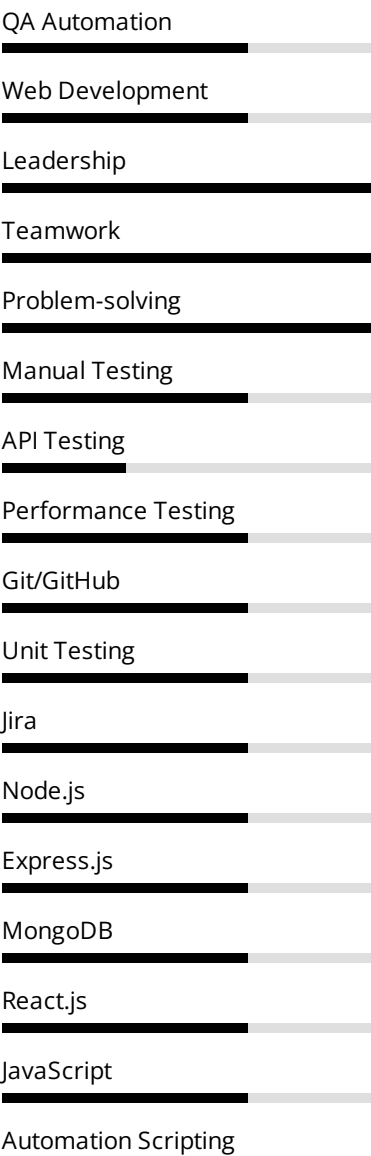 QA Automation
Web Development
Leadership
Teamwork
Problem-solving
Manual Testing
API Testing
Performance Testing
Git/GitHub
Unit Testing
Jira
Node.js
Express.js
MongoDB
React.js
JavaScript
Automation Scripting